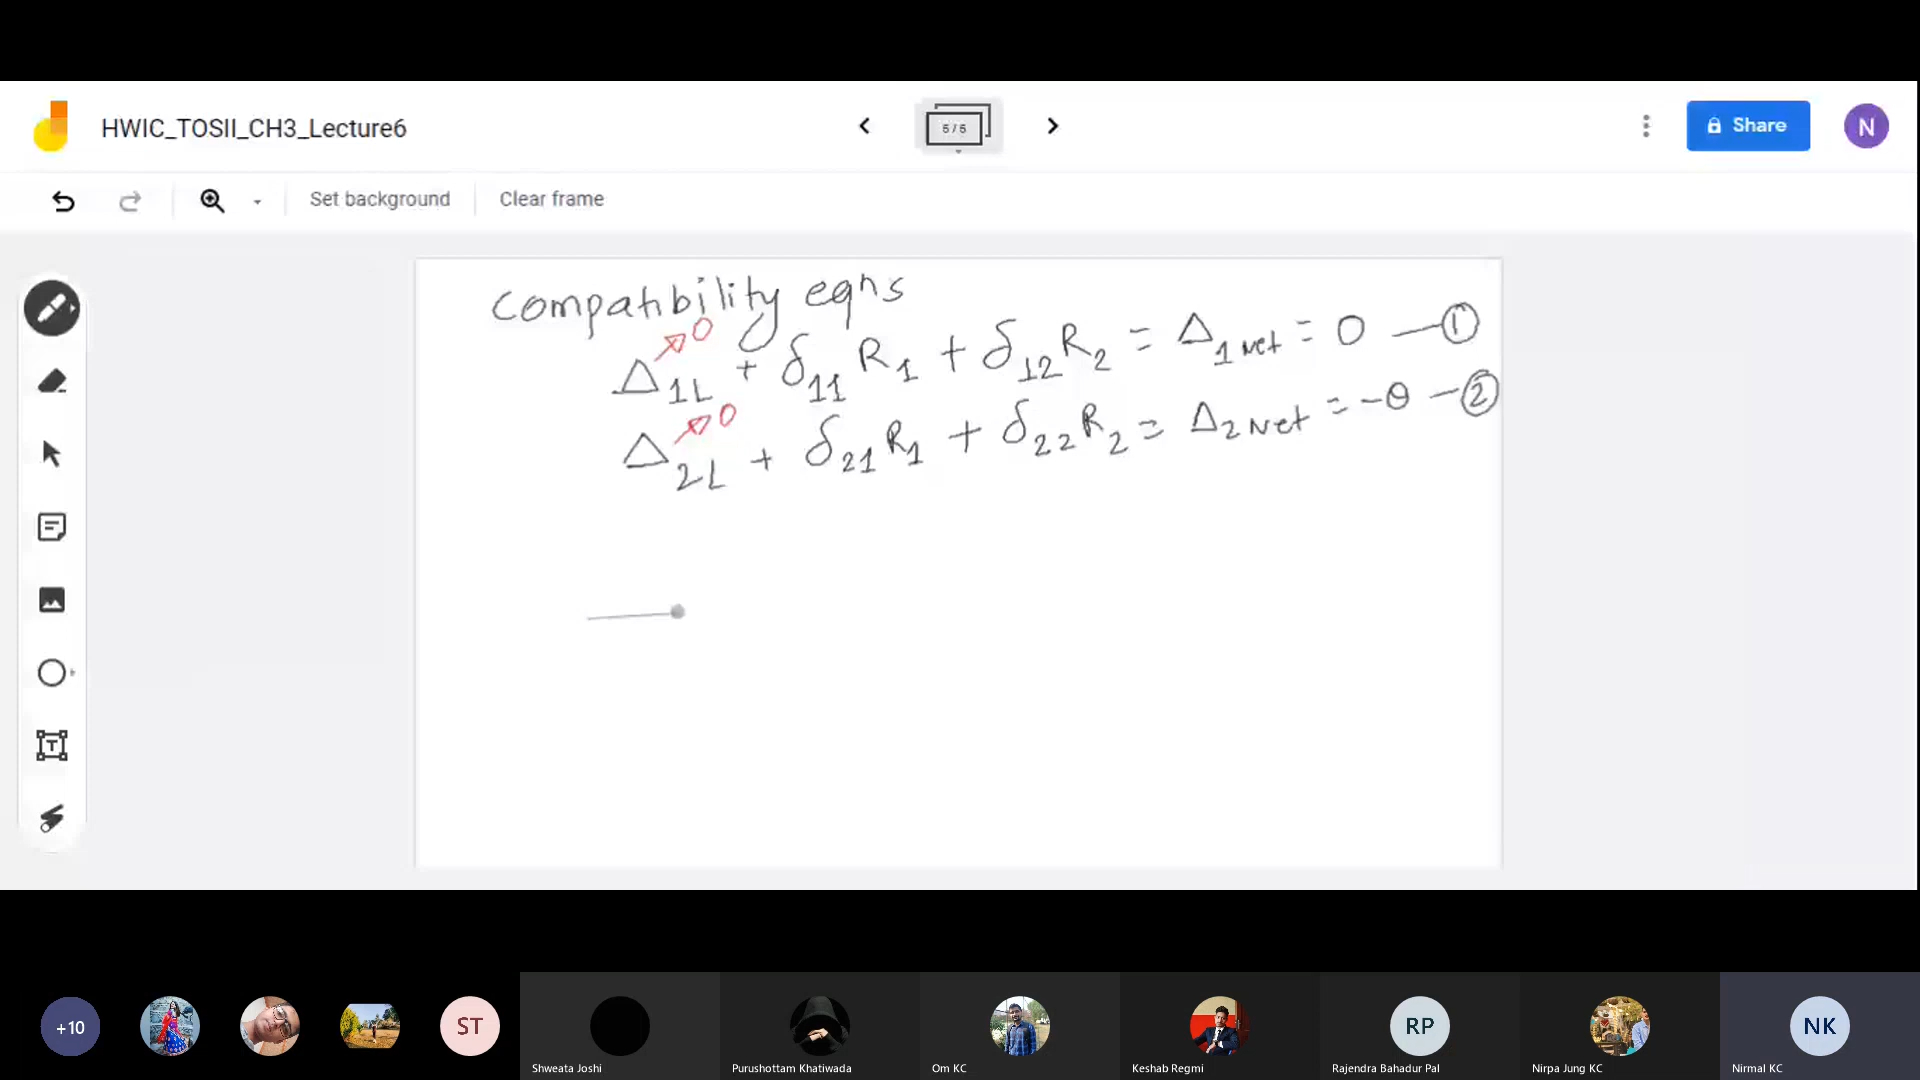 HWIC_TOSII_CH3_Lecture6
5 / 5
Share
N
Set background
Clear frame
Compatibility eqns
Δ1L ↗0 + δ11 R1 + δ12 R2 = Δ1 Net = 0 — ①
Δ2L ↗0 + δ21 R1 + δ22 R2 = Δ2 Net = -θ — ②
T
+10
ST
RP
NK
Shweata Joshi
Purushottam Khatiwada
Om KC
Keshab Regmi
Rajendra Bahadur Pal
Nirpa Jung KC
Nirmal KC